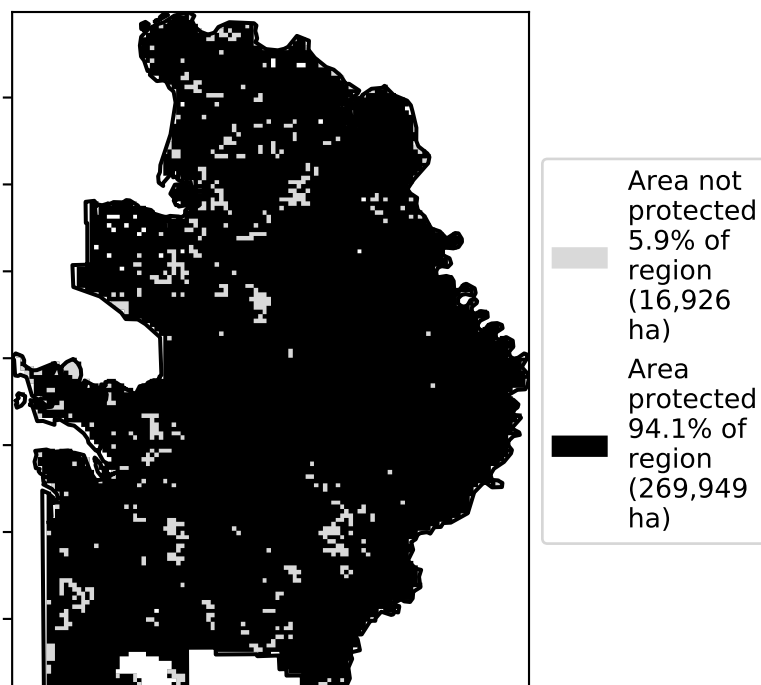 Area not
protected
5.9% of
region
(16,926
ha)
Area
protected
94.1% of
region
(269,949
ha)